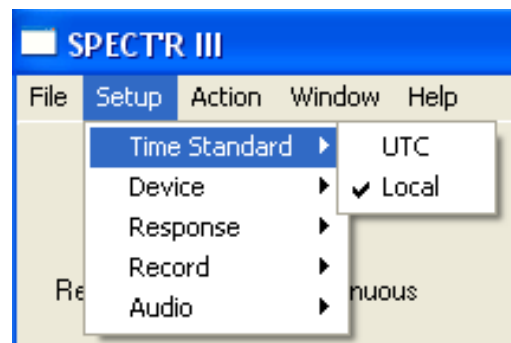 SPECT'R III
File Setup Action Window Help
Time Standard
UTC
Device
Local
Response
Record
Audio